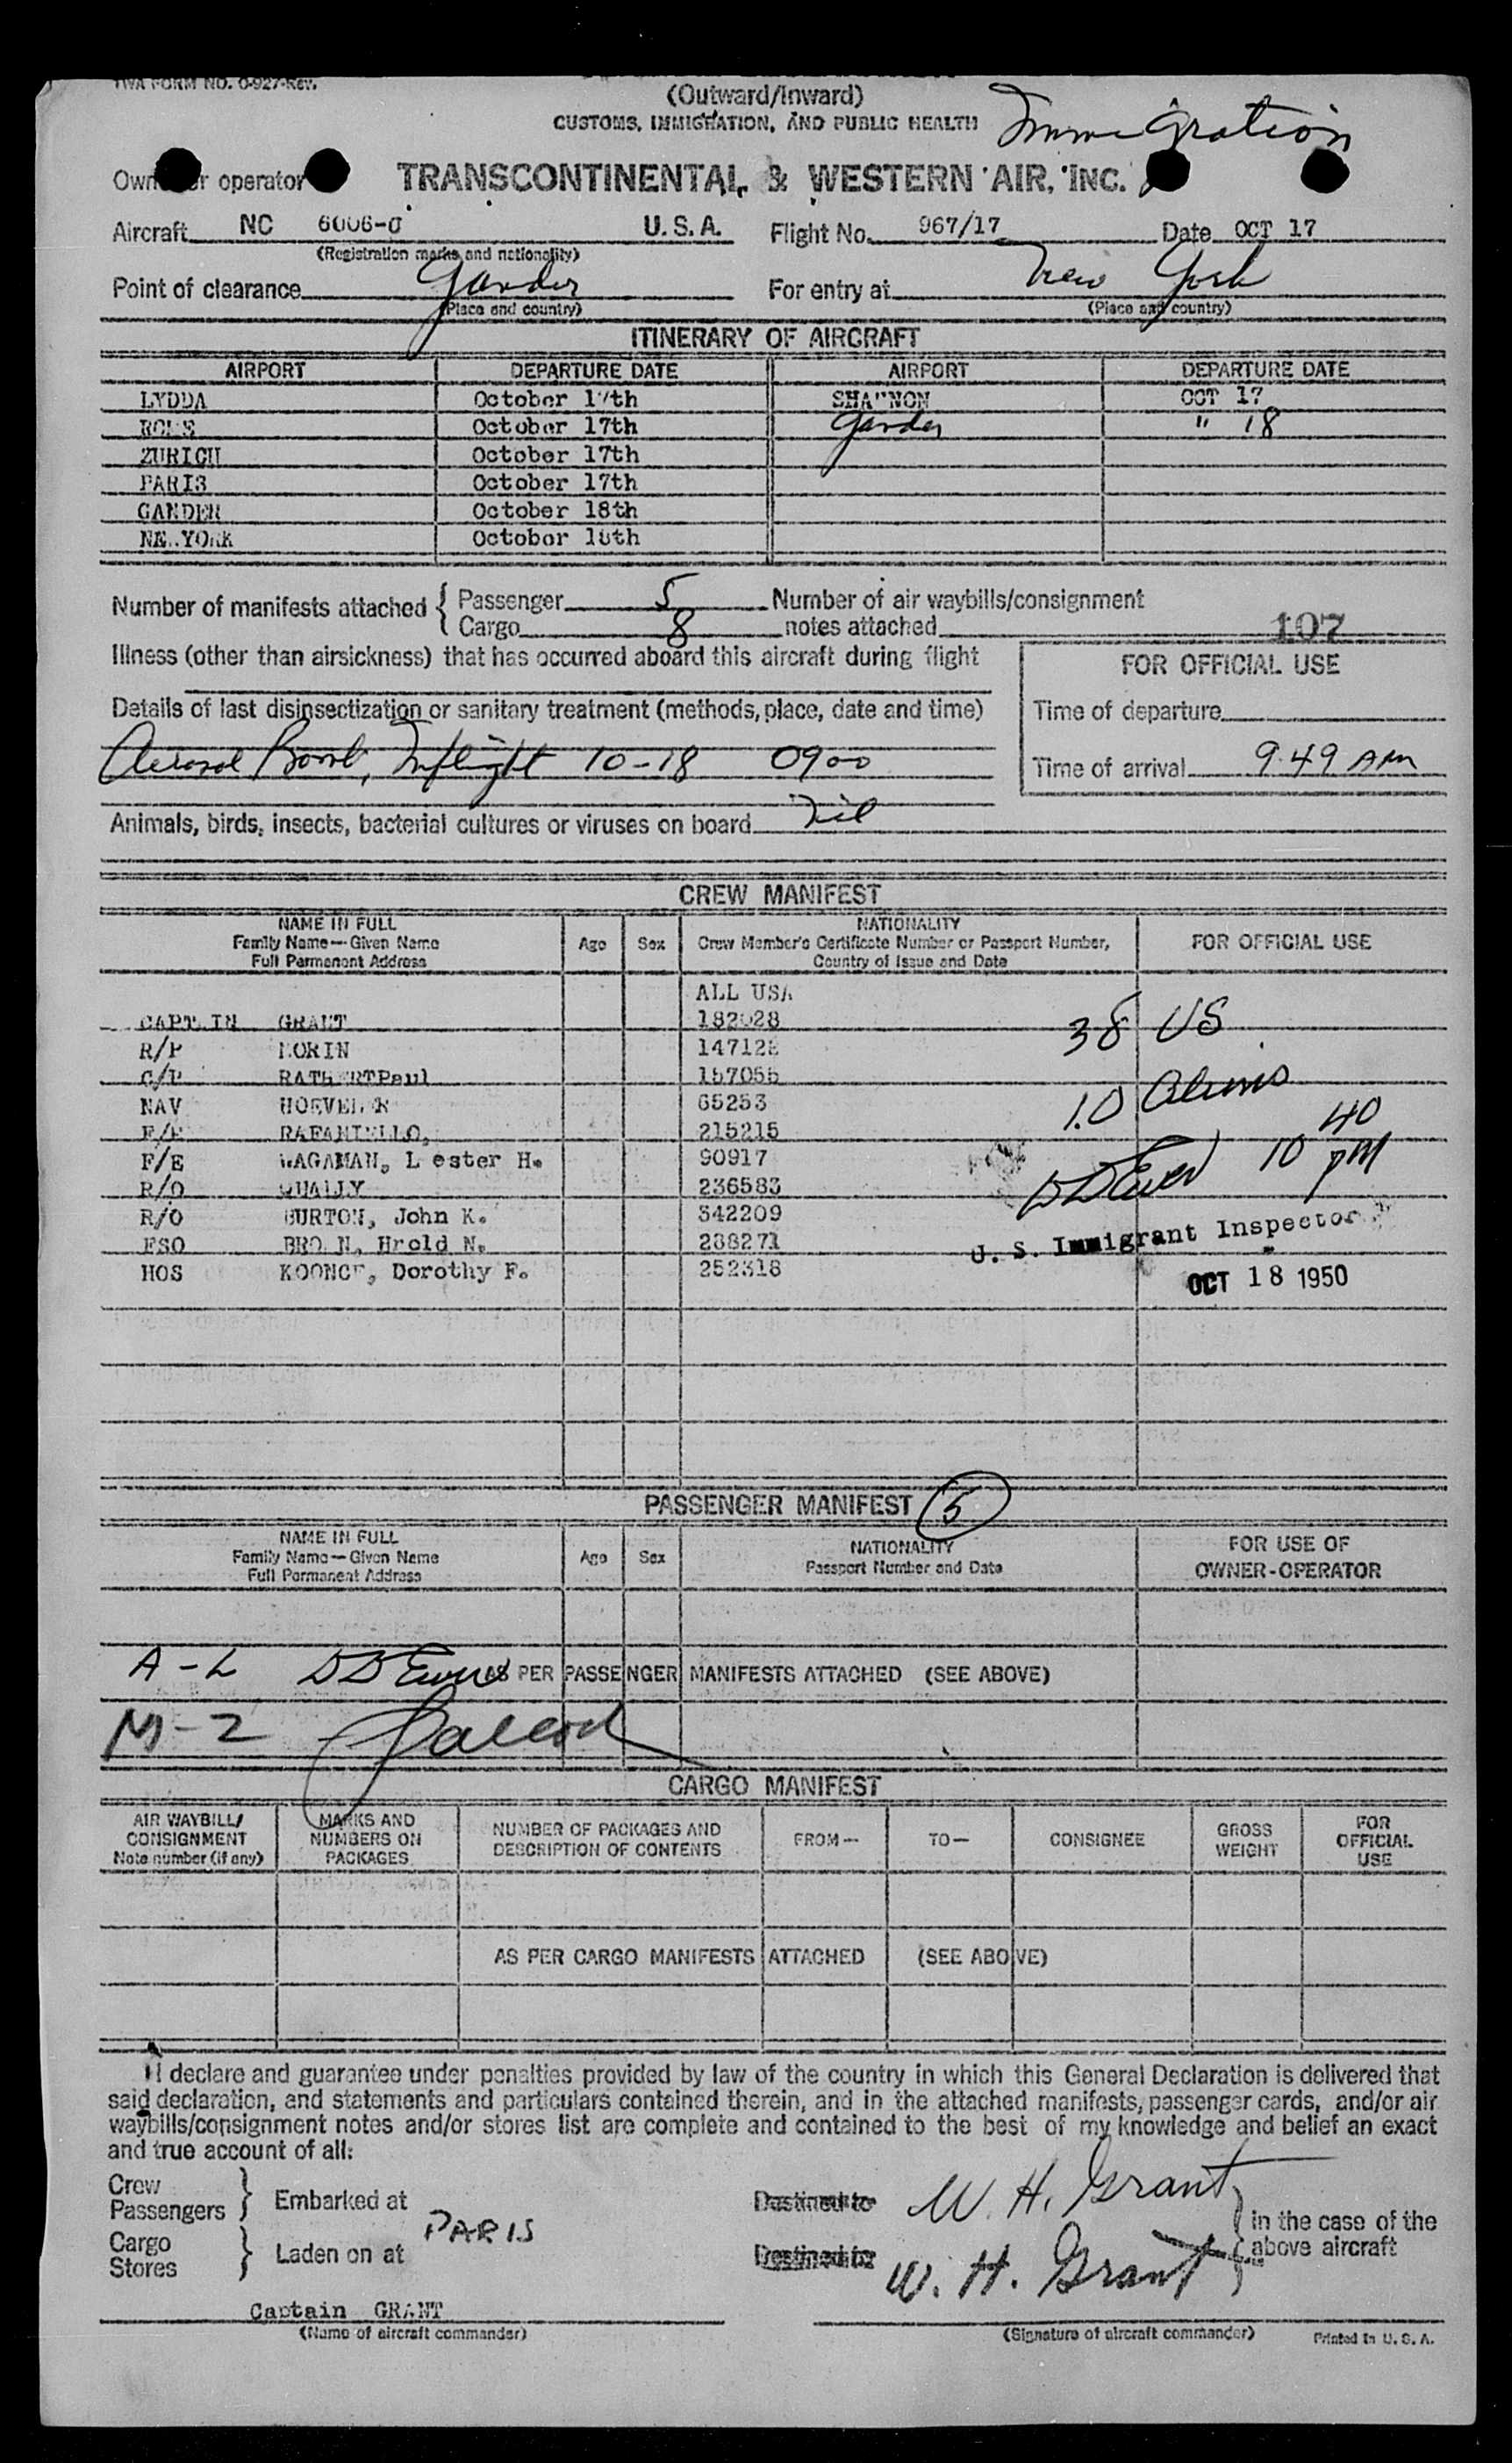 TWA FORM NO. O-927-Rev.
(Outward/Inward)
CUSTOMS, IMMIGRATION, AND PUBLIC HEALTH
Immigration
Owner or operator TRANSCONTINENTAL & WESTERN AIR, INC.
Aircraft NC 6006-C U.S.A. Flight No. 967/17 Date OCT 17
(Registration marks and nationality)
Point of clearance Gander For entry at New York
(Place and country) (Place and country)
ITINERARY OF AIRCRAFT
AIRPORT DEPARTURE DATE AIRPORT DEPARTURE DATE
LYDDA October 17th SHANNON OCT 17
ROME October 17th Gander " 18
ZURICH October 17th
PARIS October 17th
GANDER October 18th
NEW YORK October 18th
Number of manifests attached { Passenger 5 Number of air waybills/consignment
Cargo 8 notes attached
107
Illness (other than airsickness) that has occurred aboard this aircraft during flight
FOR OFFICIAL USE
Details of last disinsectization or sanitary treatment (methods, place, date and time)
Time of departure
Aerosol Bomb, Inflight 10-18 0900
Time of arrival 9.49 AM
Animals, birds, insects, bacterial cultures or viruses on board Nil
CREW MANIFEST
NAME IN FULL
Family Name—Given Name
Full Permanent Address
Age Sex
NATIONALITY
Crew Member's Certificate Number or Passport Number,
Country of Issue and Date
FOR OFFICIAL USE
ALL USA
CAPTAIN GRANT 182028
38 US
R/P MORIN
C/P RATHERTPaul 157055
10 Aliens
NAV HOEVELER 65253
F/E RAFANIELLO, 215215
F/E WAGAMAN, Lester H. 90917
10 40 PM
R/O QUALLY 236583
R/O BURTON, John K. 342209
U. S. Immigrant Inspector
FSO BROWN, Hrold N. 238271
HOS KOONCE, Dorothy F. 252318
OCT 18 1950
PASSENGER MANIFEST 5
NAME IN FULL
Family Name—Given Name
Full Permanent Address
Age Sex
NATIONALITY
Passport Number and Date
FOR USE OF
OWNER-OPERATOR
A-L AS PER PASSENGER MANIFESTS ATTACHED (SEE ABOVE)
M-Z
CARGO MANIFEST
AIR WAYBILL/
CONSIGNMENT
Note number (if any)
MARKS AND
NUMBERS ON
PACKAGES
NUMBER OF PACKAGES AND
DESCRIPTION OF CONTENTS
FROM—
TO—
CONSIGNEE
GROSS
WEIGHT
FOR
OFFICIAL
USE
AS PER CARGO MANIFESTS ATTACHED (SEE ABOVE)
I declare and guarantee under penalties provided by law of the country in which this General Declaration is delivered that
said declaration, and statements and particulars contained therein, and in the attached manifests, passenger cards, and/or air
waybills/consignment notes and/or stores list are complete and contained to the best of my knowledge and belief an exact
and true account of all:
Crew
Passengers } Embarked at Destined to W. H. Grant
PARIS
in the case of the
above aircraft
Cargo
Stores } Laden on at Destined to W. H. Grant
Captain GRANT
(Name of aircraft commander) (Signature of aircraft commander) Printed in U. S. A.